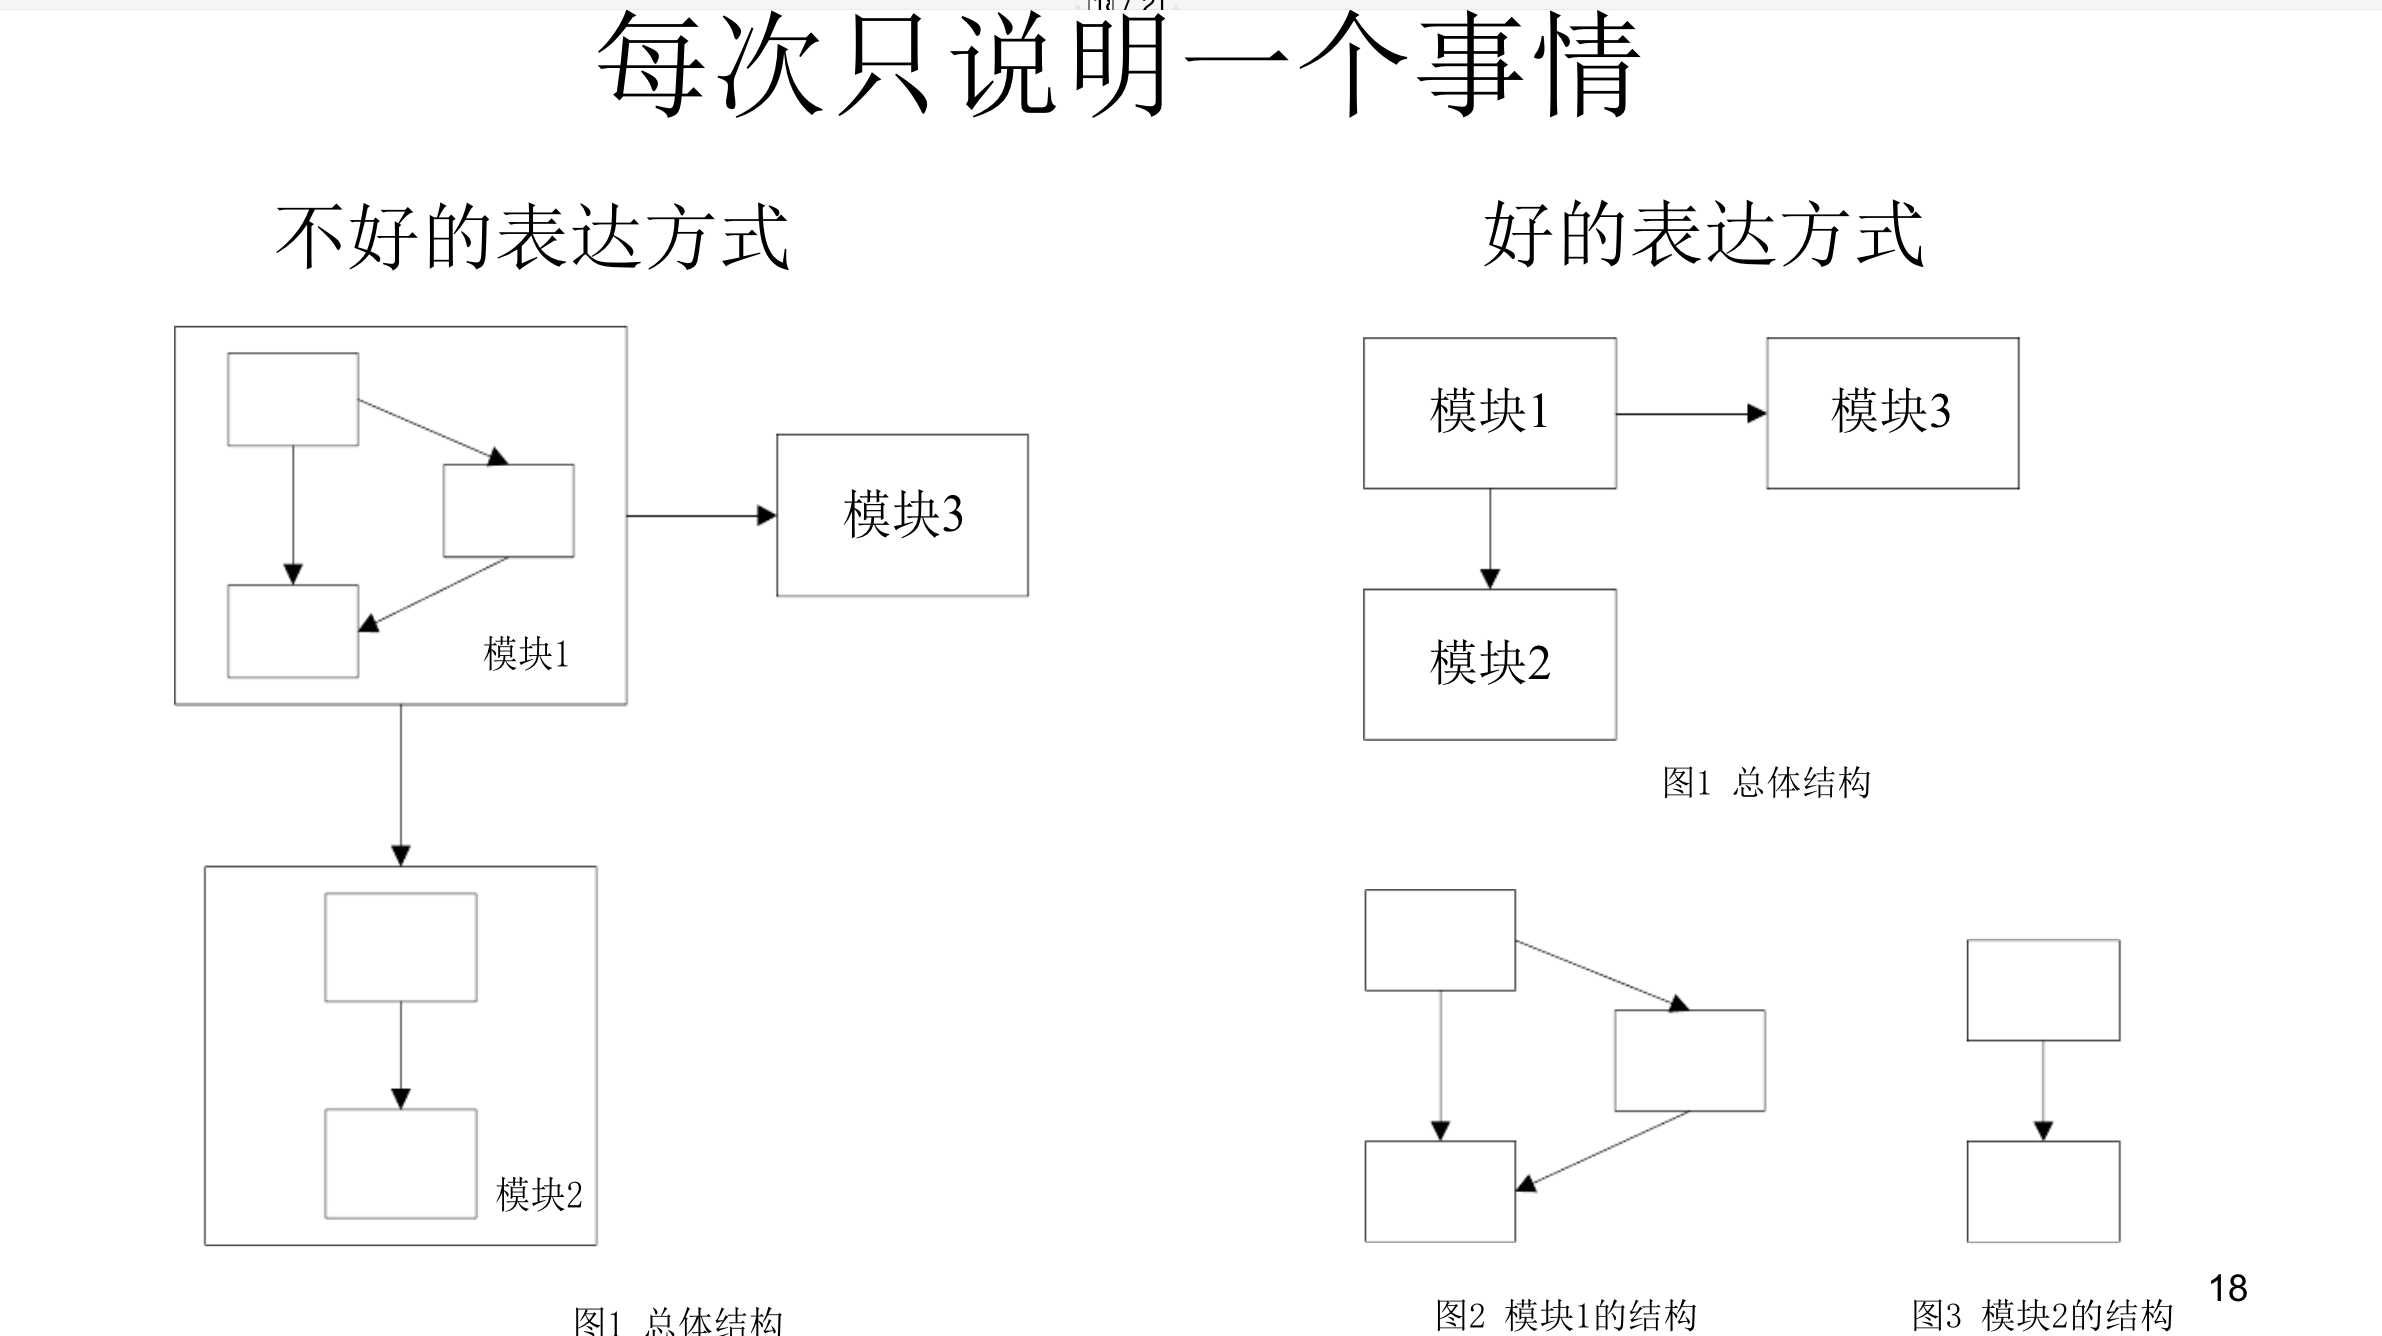 每次只说明一个事情
不好的表达方式
模块3
模块1
模块2
图1 总体结构
好的表达方式
模块1
模块3
模块2
图1 总体结构
图2 模块1的结构
图3 模块2的结构
18